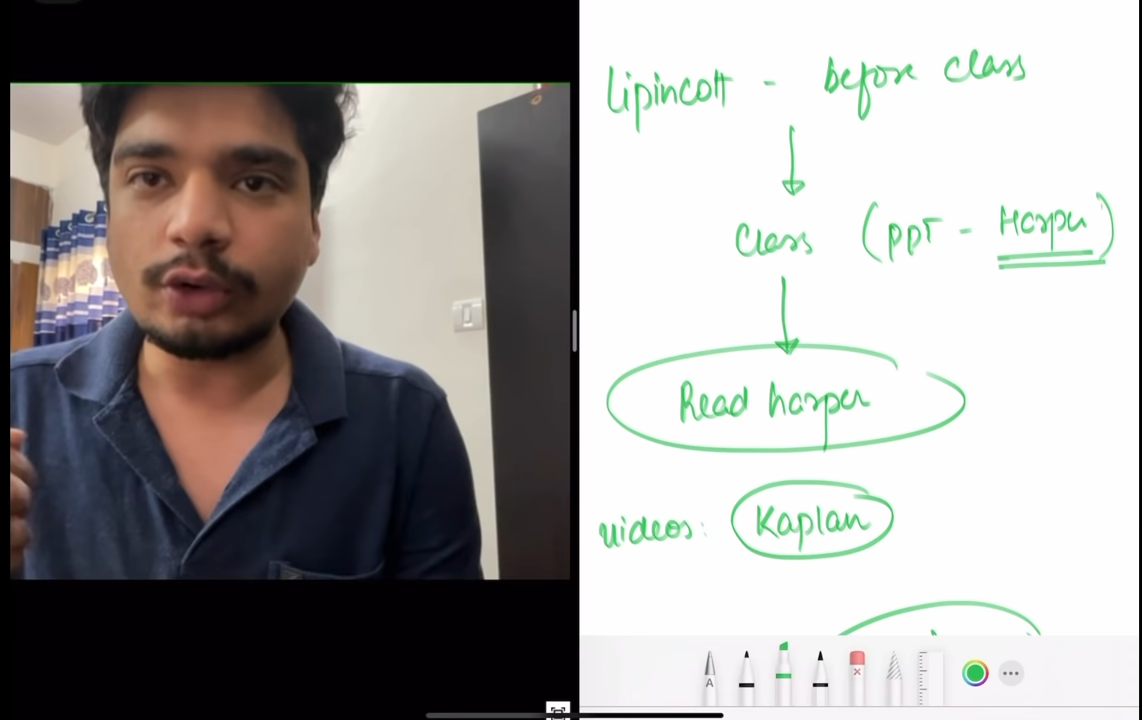 Lipincott - before class
Class (PPT - Harper)
Read harper
videos: Kaplan
A